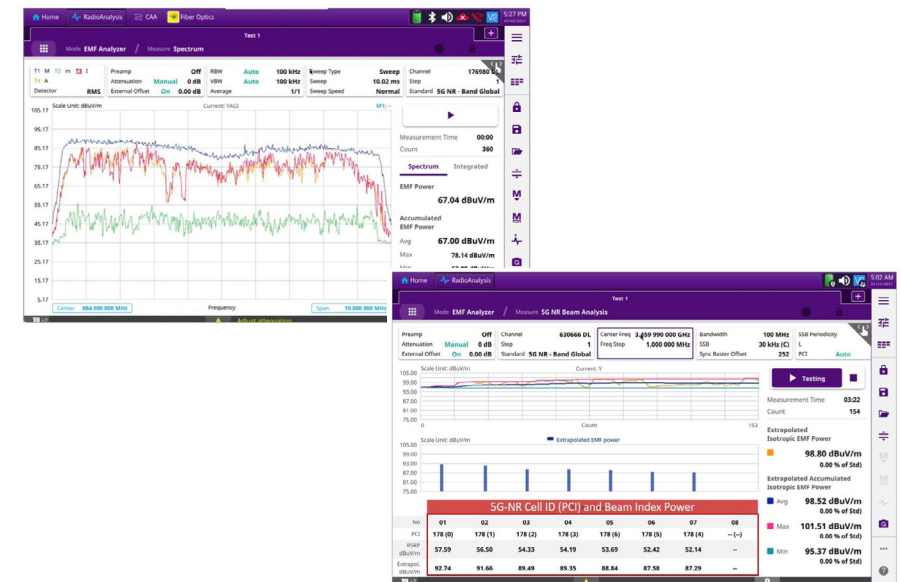 Home RadioAnalysis CAA Fiber Optics 5:27 PM
Test 1
Mode EMF Analyzer / Measure Spectrum
T1 M T2 m T3 I Preamp Off RBW Auto 100 kHz Sweep Type Sweep Channel 176980 DL
T4 A Attenuation Manual 0 dB VBW Auto 100 kHz Sweep 10.02 ms Step 1
Detector RMS External Offset On 0.00 dB Average 1/1 Sweep Speed Normal Standard 5G NR - Band Global
Scale Unit: dBuV/m Current: YAGI M1: --
105.17
95.17
85.17
75.17
65.17
55.17
45.17
35.17
25.17
15.17
5.17
Center 884.900 000 MHz Frequency Span 10.000 000 MHz
Adjust attenuation
Measurement Time 00:00
Count 360
Spectrum Integrated
EMF Power
67.04 dBuV/m
Accumulated
EMF Power
Avg 67.00 dBuV/m
Max 78.14 dBuV/m
Home RadioAnalysis 5:02 AM
Test 1
Mode EMF Analyzer / Measure 5G NR Beam Analysis
Preamp Off Channel 630666 DL Center Freq 3.459 990 000 GHz Bandwidth 100 MHz SSB Periodicity
Attenuation Manual 0 dB Step 1 Freq Step 1.000 000 MHz SSB 30 kHz (C) L
External Offset On 0.00 dB Standard 5G NR - Band Global Sync Raster Offset 252 PCI Auto
Scale Unit: dBuV/m Current: Y
105.00
99.00
93.00
87.00
81.00
75.00
0 Count 153
Scale Unit: dBuV/m Extrapolated EMF power
105.00
99.00
93.00
87.00
81.00
75.00
5G-NR Cell ID (PCI) and Beam Index Power
No 01 02 03 04 05 06 07 08
PCI 178 (0) 178 (1) 178 (2) 178 (3) 178 (6) 178 (5) 178 (4) -- (--)
RSRP dBuV/m 57.59 56.50 54.33 54.19 53.69 52.42 52.14 --
Extrapol. dBuV/m 92.74 91.66 89.49 89.35 88.84 87.58 87.29 --
Testing
Measurement Time 03:22
Count 154
Extrapolated
Isotropic EMF Power
98.80 dBuV/m
0.00 % of Std)
Extrapolated Accumulated
Isotropic EMF Power
Avg 98.52 dBuV/m
0.00 % of Std)
Max 101.51 dBuV/m
0.00 % of Std)
Min 95.37 dBuV/m
0.00 % of Std)